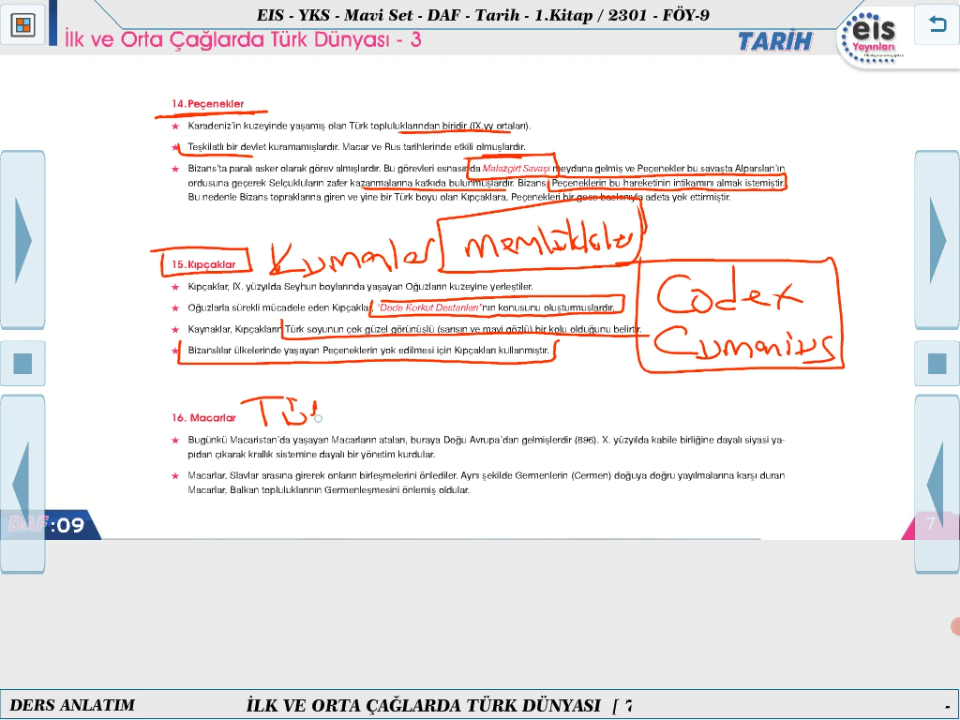 EIS - YKS - Mavi Set - DAF - Tarih - 1.Kitap / 2301 - FÖY-9
İlk ve Orta Çağlarda Türk Dünyası - 3
TARİH
eis
Yayınları
14.Peçenekler
★ Karadeniz'in kuzeyinde yaşamış olan Türk topluluklarından biridir (IX.yy ortaları).
★ Teşkilatlı bir devlet kuramamışlardır. Macar ve Rus tarihlerinde etkili olmuşlardır.
★ Bizans'ta paralı asker olarak görev almışlardır. Bu görevleri esnasında Malazgirt Savaşı meydana gelmiş ve Peçenekler bu savaşta Alparslan'ın
ordusuna geçerek Selçukluların zafer kazanmalarına katkıda bulunmuşlardır. Bizans, Peçeneklerin bu hareketinin intikamını almak istemiştir.
Bu nedenle Bizans topraklarına giren ve yine bir Türk boyu olan Kıpçaklara, Peçenekleri bir gece baskınıyla adeta yok ettirmiştir.
15.Kıpçaklar Kumanlar Memlükler
★ Kıpçaklar, IX. yüzyılda Seyhun boylarında yaşayan Oğuzların kuzeyine yerleştiler.
★ Oğuzlarla sürekli mücadele eden Kıpçaklar, "Dede Korkut Destanları"nın konusunu oluşturmuşlardır.
★ Kaynaklar, Kıpçakların Türk soyunun çok güzel görünüşlü (sarışın ve mavi gözlü) bir kolu olduğunu belirtir.
★ Bizanslılar ülkelerinde yaşayan Peçeneklerin yok edilmesi için Kıpçakları kullanmıştır.
Codex
Cumanius
16. Macarlar
★ Bugünkü Macaristan'da yaşayan Macarların ataları, buraya Doğu Avrupa'dan gelmişlerdir (896). X. yüzyılda kabile birliğine dayalı siyasi ya-
pıdan çıkarak krallık sistemine dayalı bir yönetim kurdular.
★ Macarlar, Slavlar arasına girerek onların birleşmelerini önlediler. Aynı şekilde Germenlerin (Cermen) doğuya doğru yayılmalarına karşı duran
Macarlar, Balkan topluluklarının Germenleşmesini önlemiş oldular.
DAF:09
7
DERS ANLATIM
İLK VE ORTA ÇAĞLARDA TÜRK DÜNYASI [ 7
-